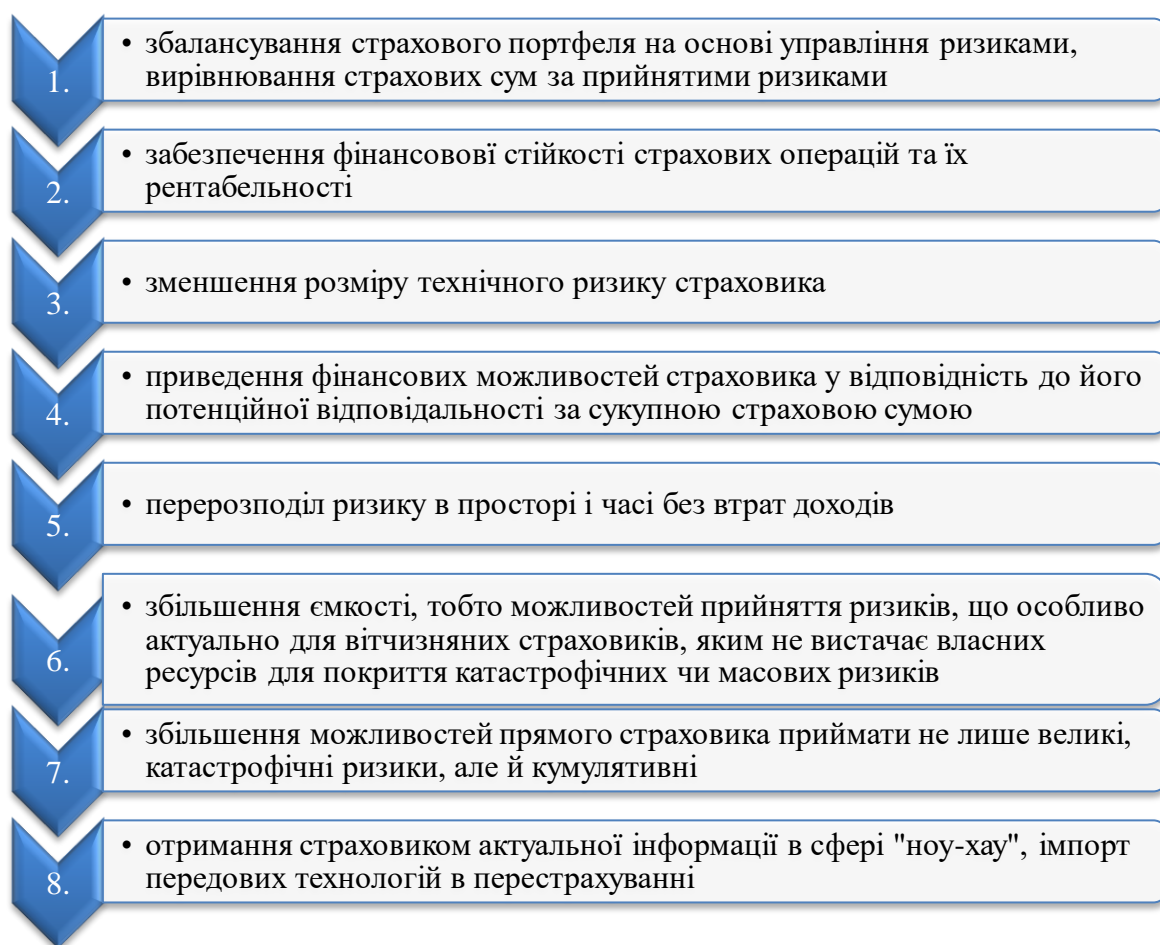 1.
• збалансування страхового портфеля на основі управління ризиками,
вирівнювання страхових сум за прийнятими ризиками
2.
• забезпечення фінансововї стійкості страхових операцій та їх
рентабельності
3.
• зменшення розміру технічного ризику страховика
4.
• приведення фінансових можливостей страховика у відповідність до його
потенційної відповідальності за сукупною страховою сумою
5.
• перерозподіл ризику в просторі і часі без втрат доходів
6.
• збільшення ємкості, тобто можливостей прийняття ризиків, що особливо
актуально для вітчизняних страховиків, яким не вистачає власних
ресурсів для покриття катастрофічних чи масових ризиків
7.
• збільшення можливостей прямого страховика приймати не лише великі,
катастрофічні ризики, але й кумулятивні
8.
• отримання страховиком актуальної інформації в сфері "ноу-хау", імпорт
передових технологій в перестрахуванні